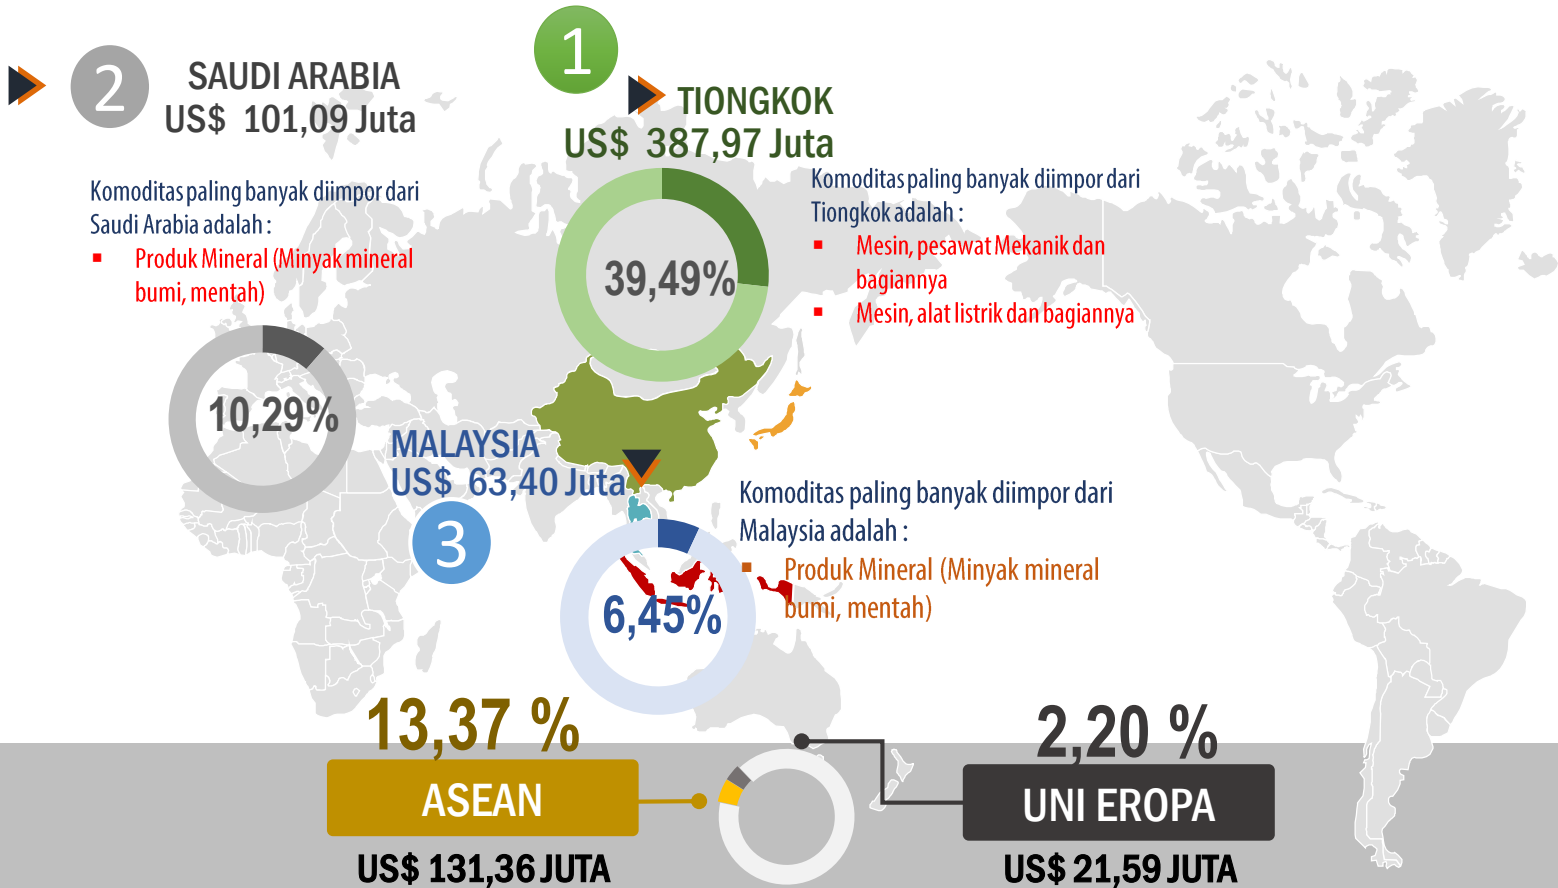 2
SAUDI ARABIA
US$ 101,09 Juta
Komoditas paling banyak diimpor dari
Saudi Arabia adalah :
▪ Produk Mineral (Minyak mineral
bumi, mentah)
10,29%
1
TIONGKOK
US$ 387,97 Juta
39,49%
Komoditas paling banyak diimpor dari
Tiongkok adalah :
▪ Mesin, pesawat Mekanik dan
bagiannya
▪ Mesin, alat listrik dan bagiannya
MALAYSIA
US$ 63,40 Juta
3
6,45%
Komoditas paling banyak diimpor dari
Malaysia adalah :
▪ Produk Mineral (Minyak mineral
bumi, mentah)
13,37 %
ASEAN
US$ 131,36 JUTA
2,20 %
UNI EROPA
US$ 21,59 JUTA